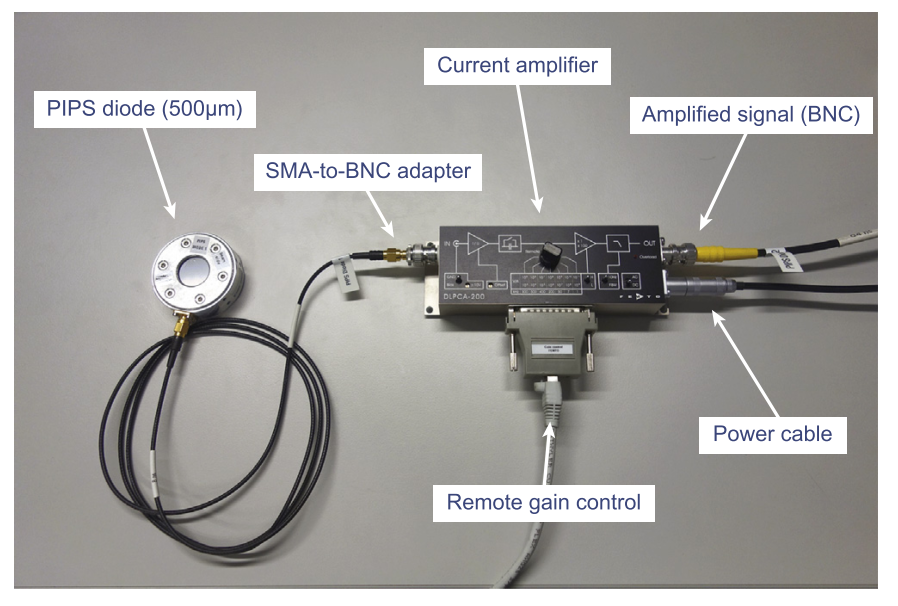 Current amplifier
PIPS diode (500µm)
Amplified signal (BNC)
SMA-to-BNC adapter
IN
OUT
DLPCA-200
Power cable
Remote gain control